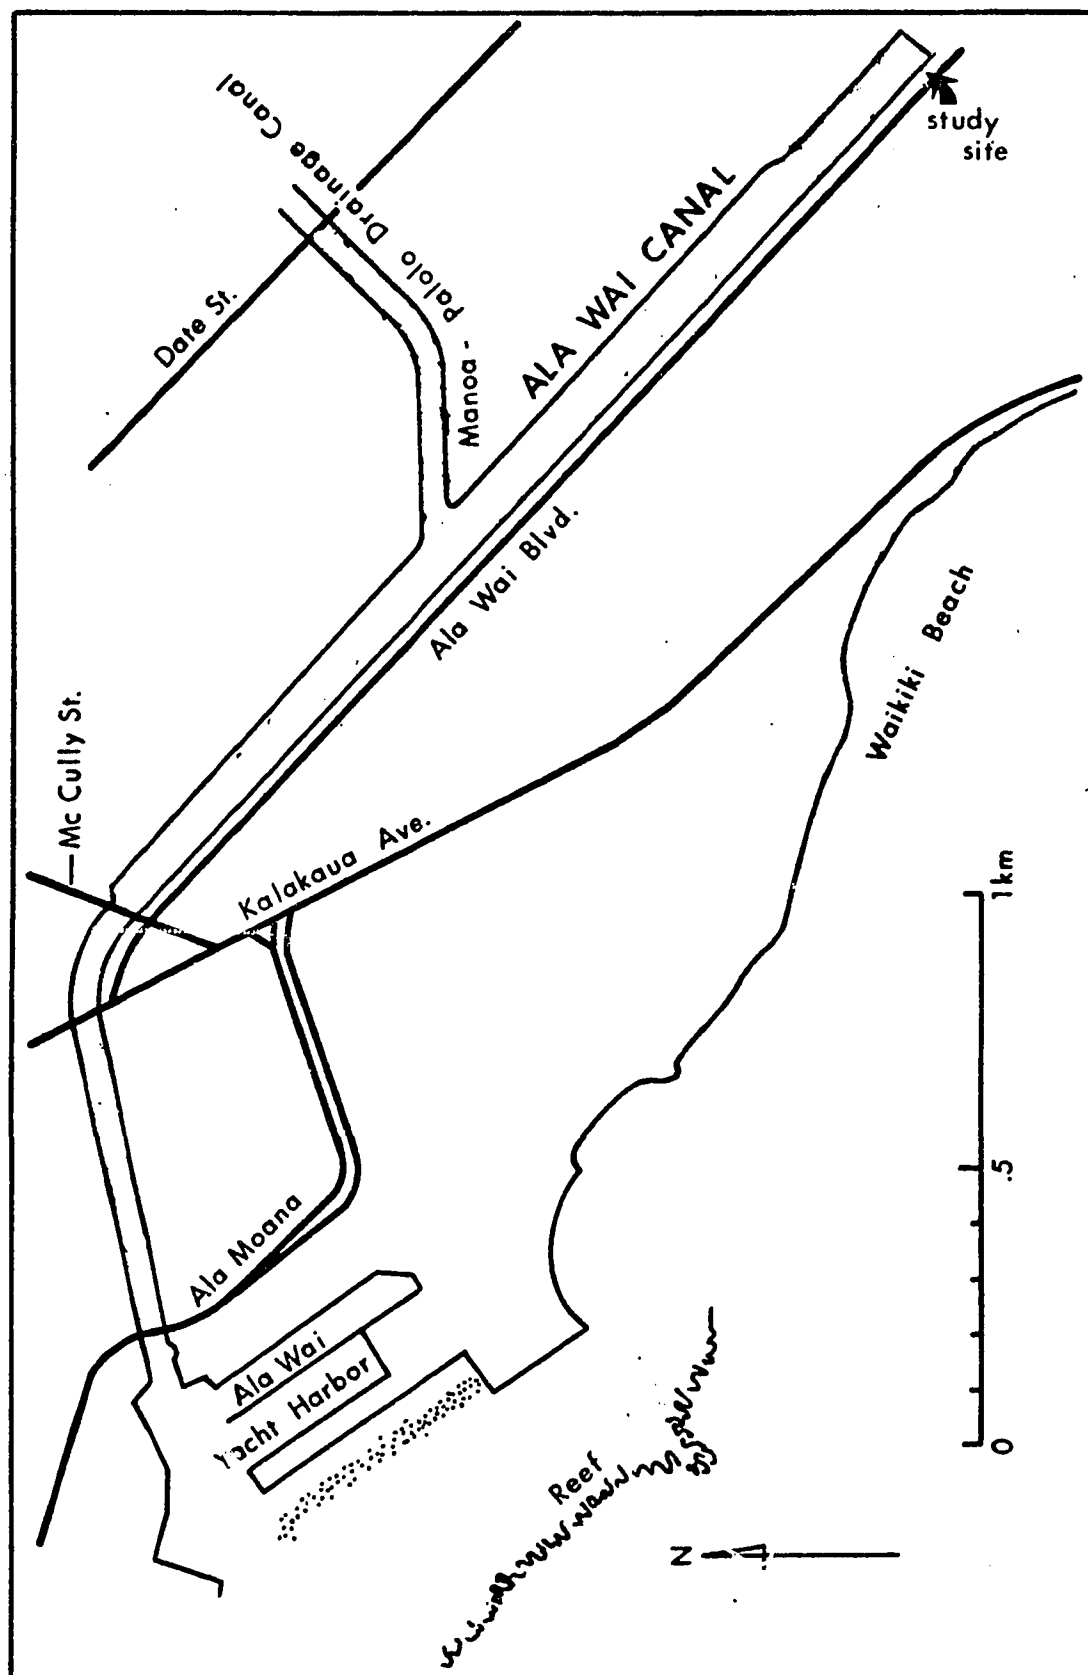 Manoa - Palolo Drainage Canal
Date St.
study
site
ALA WAI CANAL
Ala Wai Blvd.
Mc Cully St.
Kalakaua Ave.
Waikiki Beach
Ala Moana
Ala Wai
Yacht Harbor
Reef
N
0
.5
1km